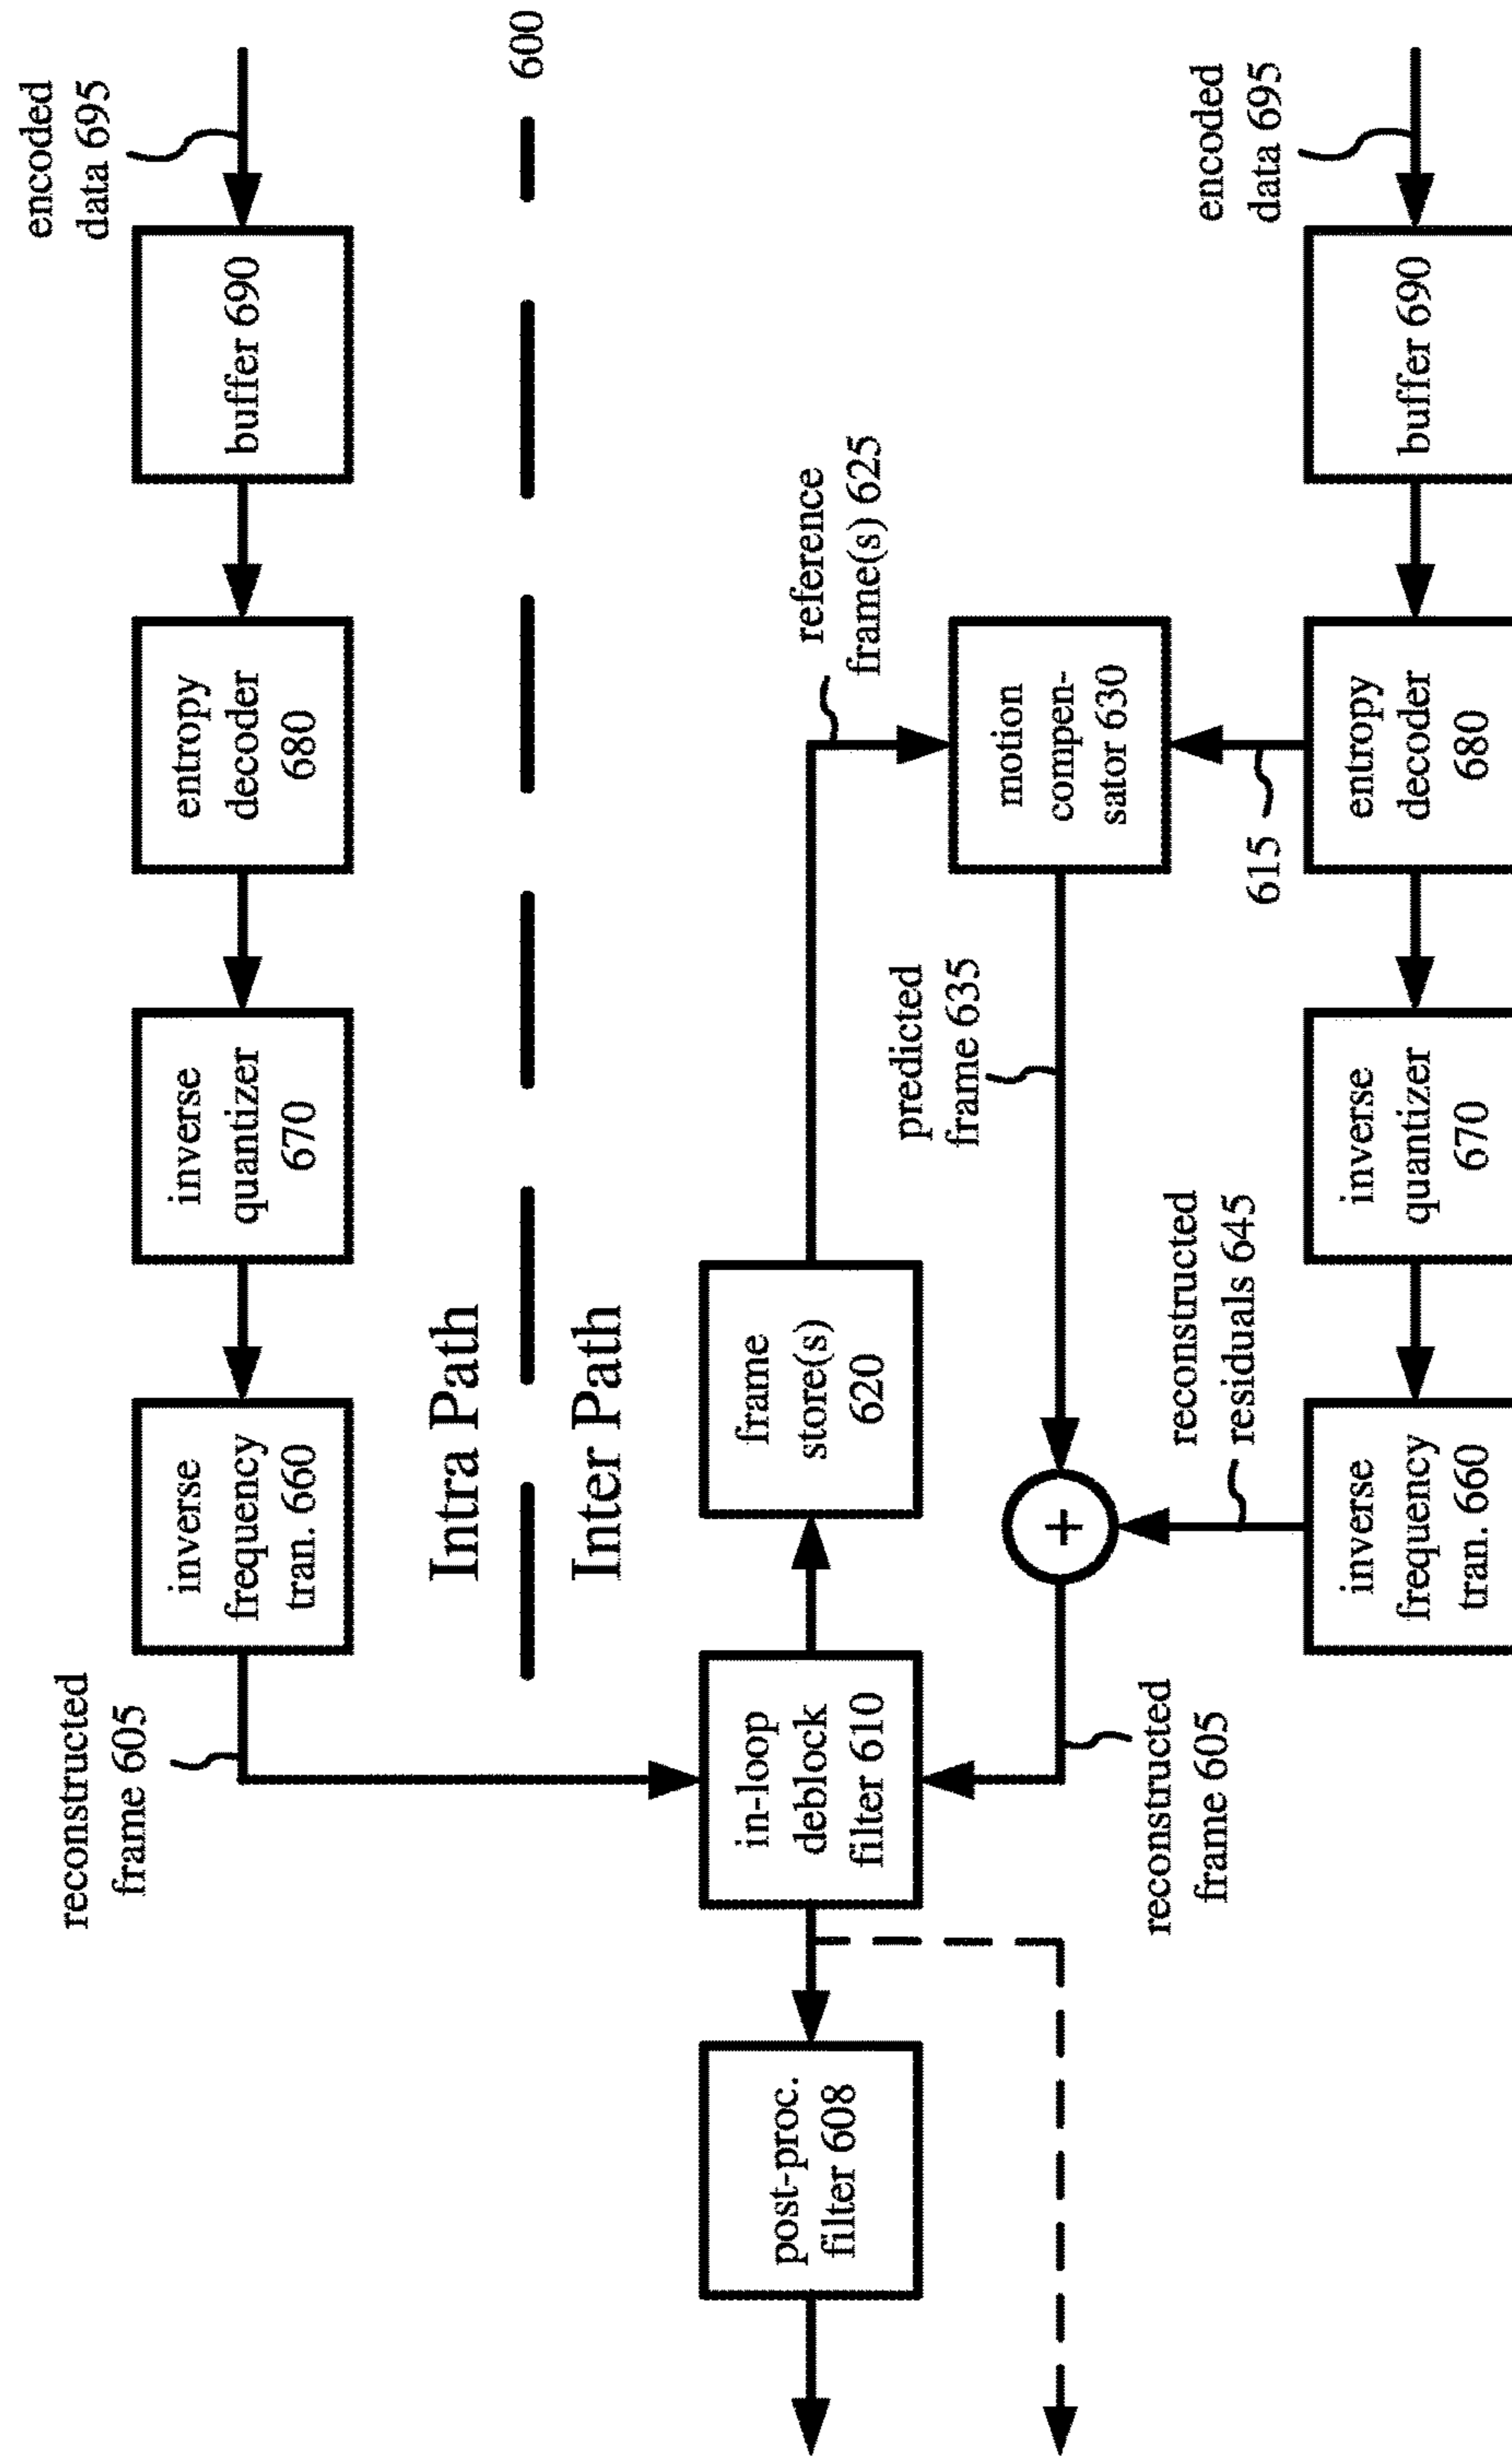 reconstructed
frame 605
inverse
frequency
tran. 660
inverse
quantizer
670
entropy
decoder
680
buffer 690
encoded
data 695
Intra Path
600
Inter Path
post-proc.
filter 608
in-loop
deblock
filter 610
frame
store(s)
620
reference
frame(s) 625
motion
compen-
sator 630
predicted
frame 635
+
reconstructed
frame 605
reconstructed
residuals 645
615
encoded
data 695
inverse
frequency
tran. 660
inverse
quantizer
670
entropy
decoder
680
buffer 690